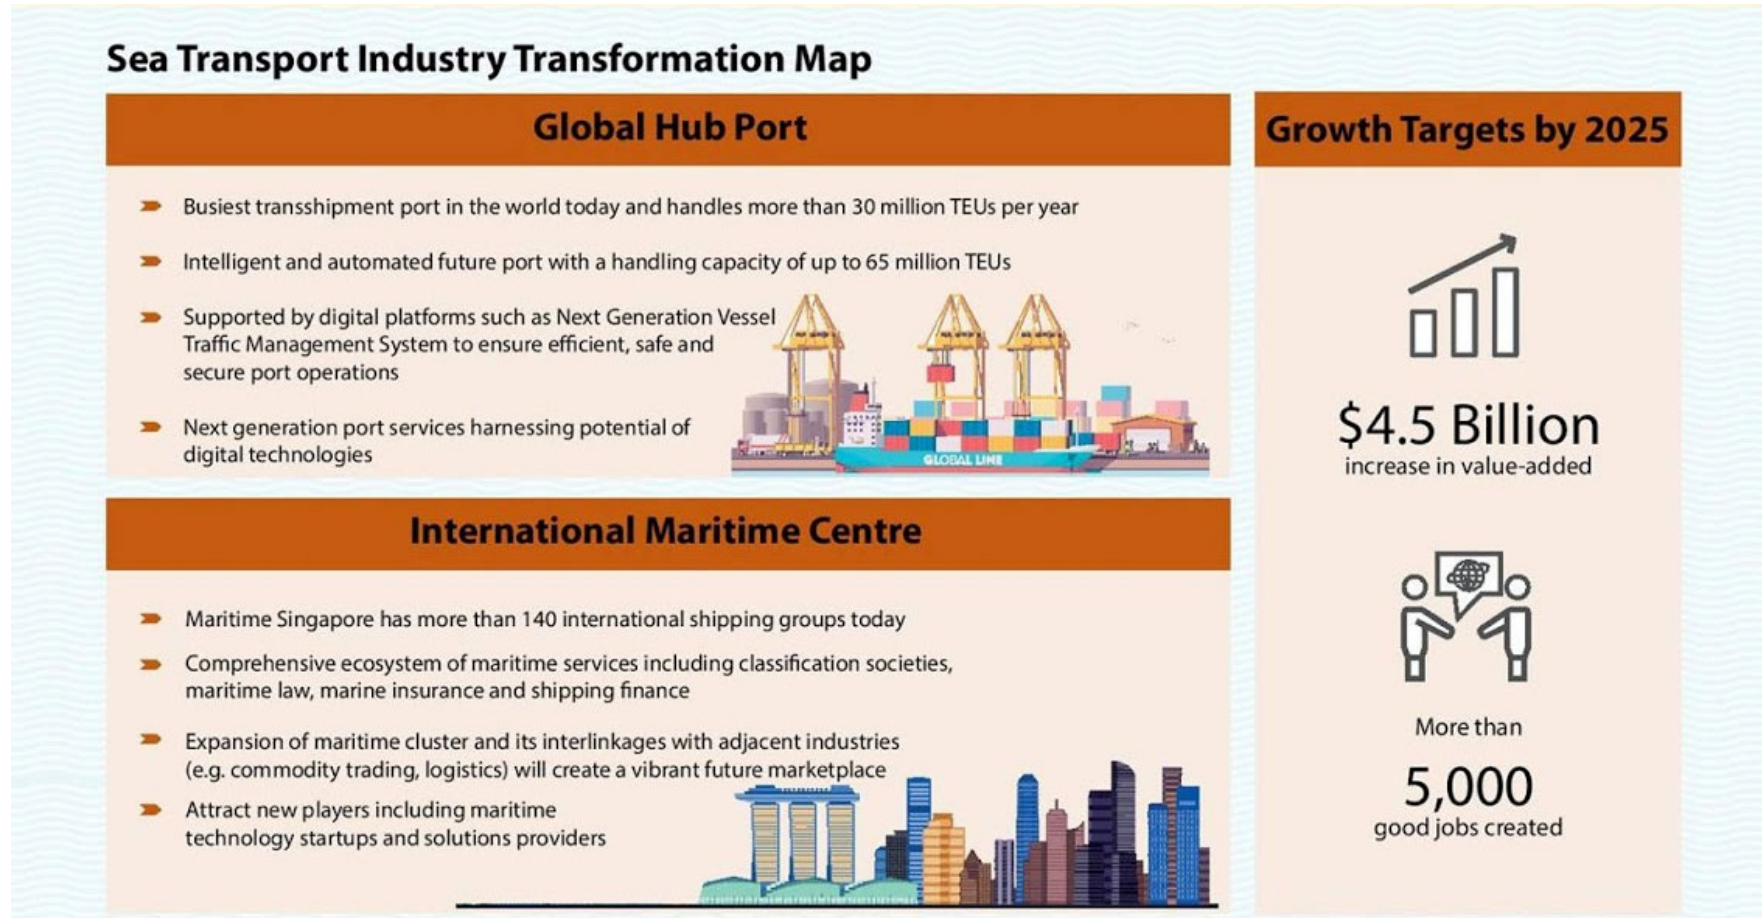 Sea Transport Industry Transformation Map
Global Hub Port
Busiest transshipment port in the world today and handles more than 30 million TEUs per year
Intelligent and automated future port with a handling capacity of up to 65 million TEUs
Supported by digital platforms such as Next Generation Vessel
Traffic Management System to ensure efficient, safe and
secure port operations
Next generation port services harnessing potential of
digital technologies
GLOBAL LINE
International Maritime Centre
Maritime Singapore has more than 140 international shipping groups today
Comprehensive ecosystem of maritime services including classification societies,
maritime law, marine insurance and shipping finance
Expansion of maritime cluster and its interlinkages with adjacent industries
(e.g. commodity trading, logistics) will create a vibrant future marketplace
Attract new players including maritime
technology startups and solutions providers
Growth Targets by 2025
$4.5 Billion
increase in value-added
More than
5,000
good jobs created